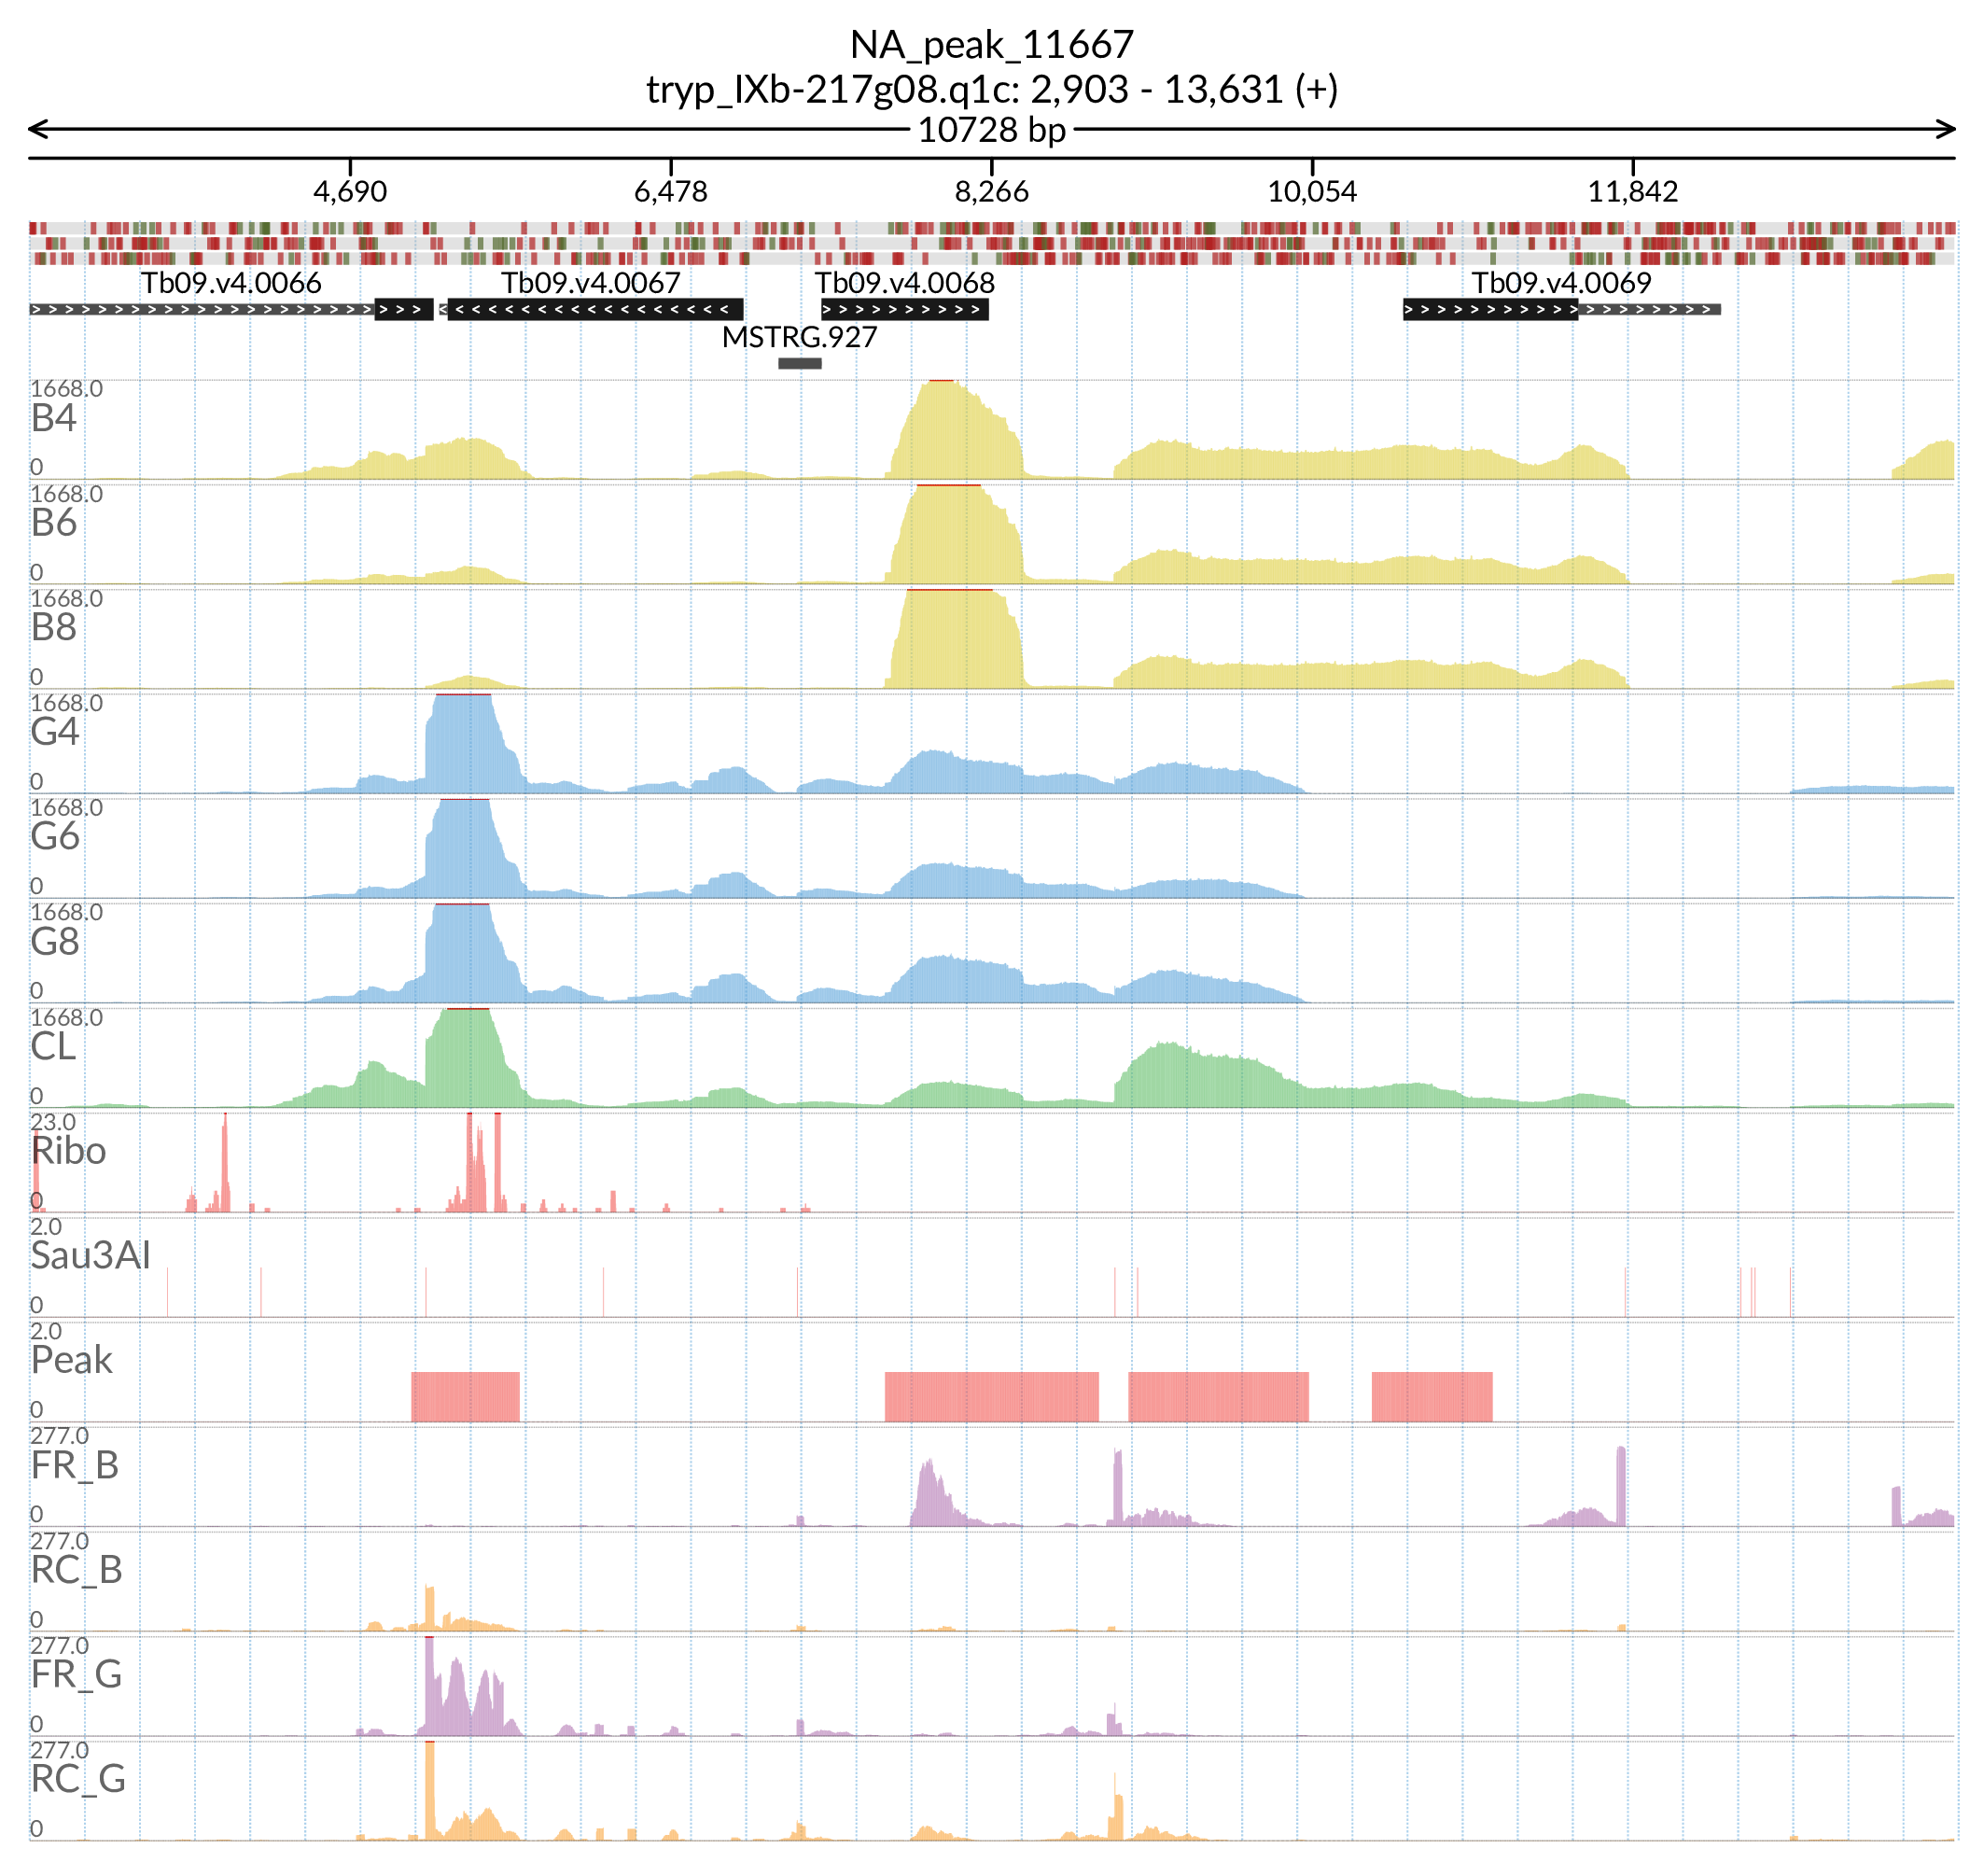 NA_peak_11667
tryp_IXb-217g08.q1c: 2,903 - 13,631 (+)
10728 bp
4,690 6,478 8,266 10,054 11,842
Tb09.v4.0066 Tb09.v4.0067 Tb09.v4.0068 Tb09.v4.0069
MSTRG.927
1668.0
B4
0
1668.0
B6
0
1668.0
B8
0
1668.0
G4
0
1668.0
G6
0
1668.0
G8
0
1668.0
CL
0
23.0
Ribo
0
2.0
Sau3AI
0
2.0
Peak
0
277.0
FR_B
0
277.0
RC_B
0
277.0
FR_G
0
277.0
RC_G
0